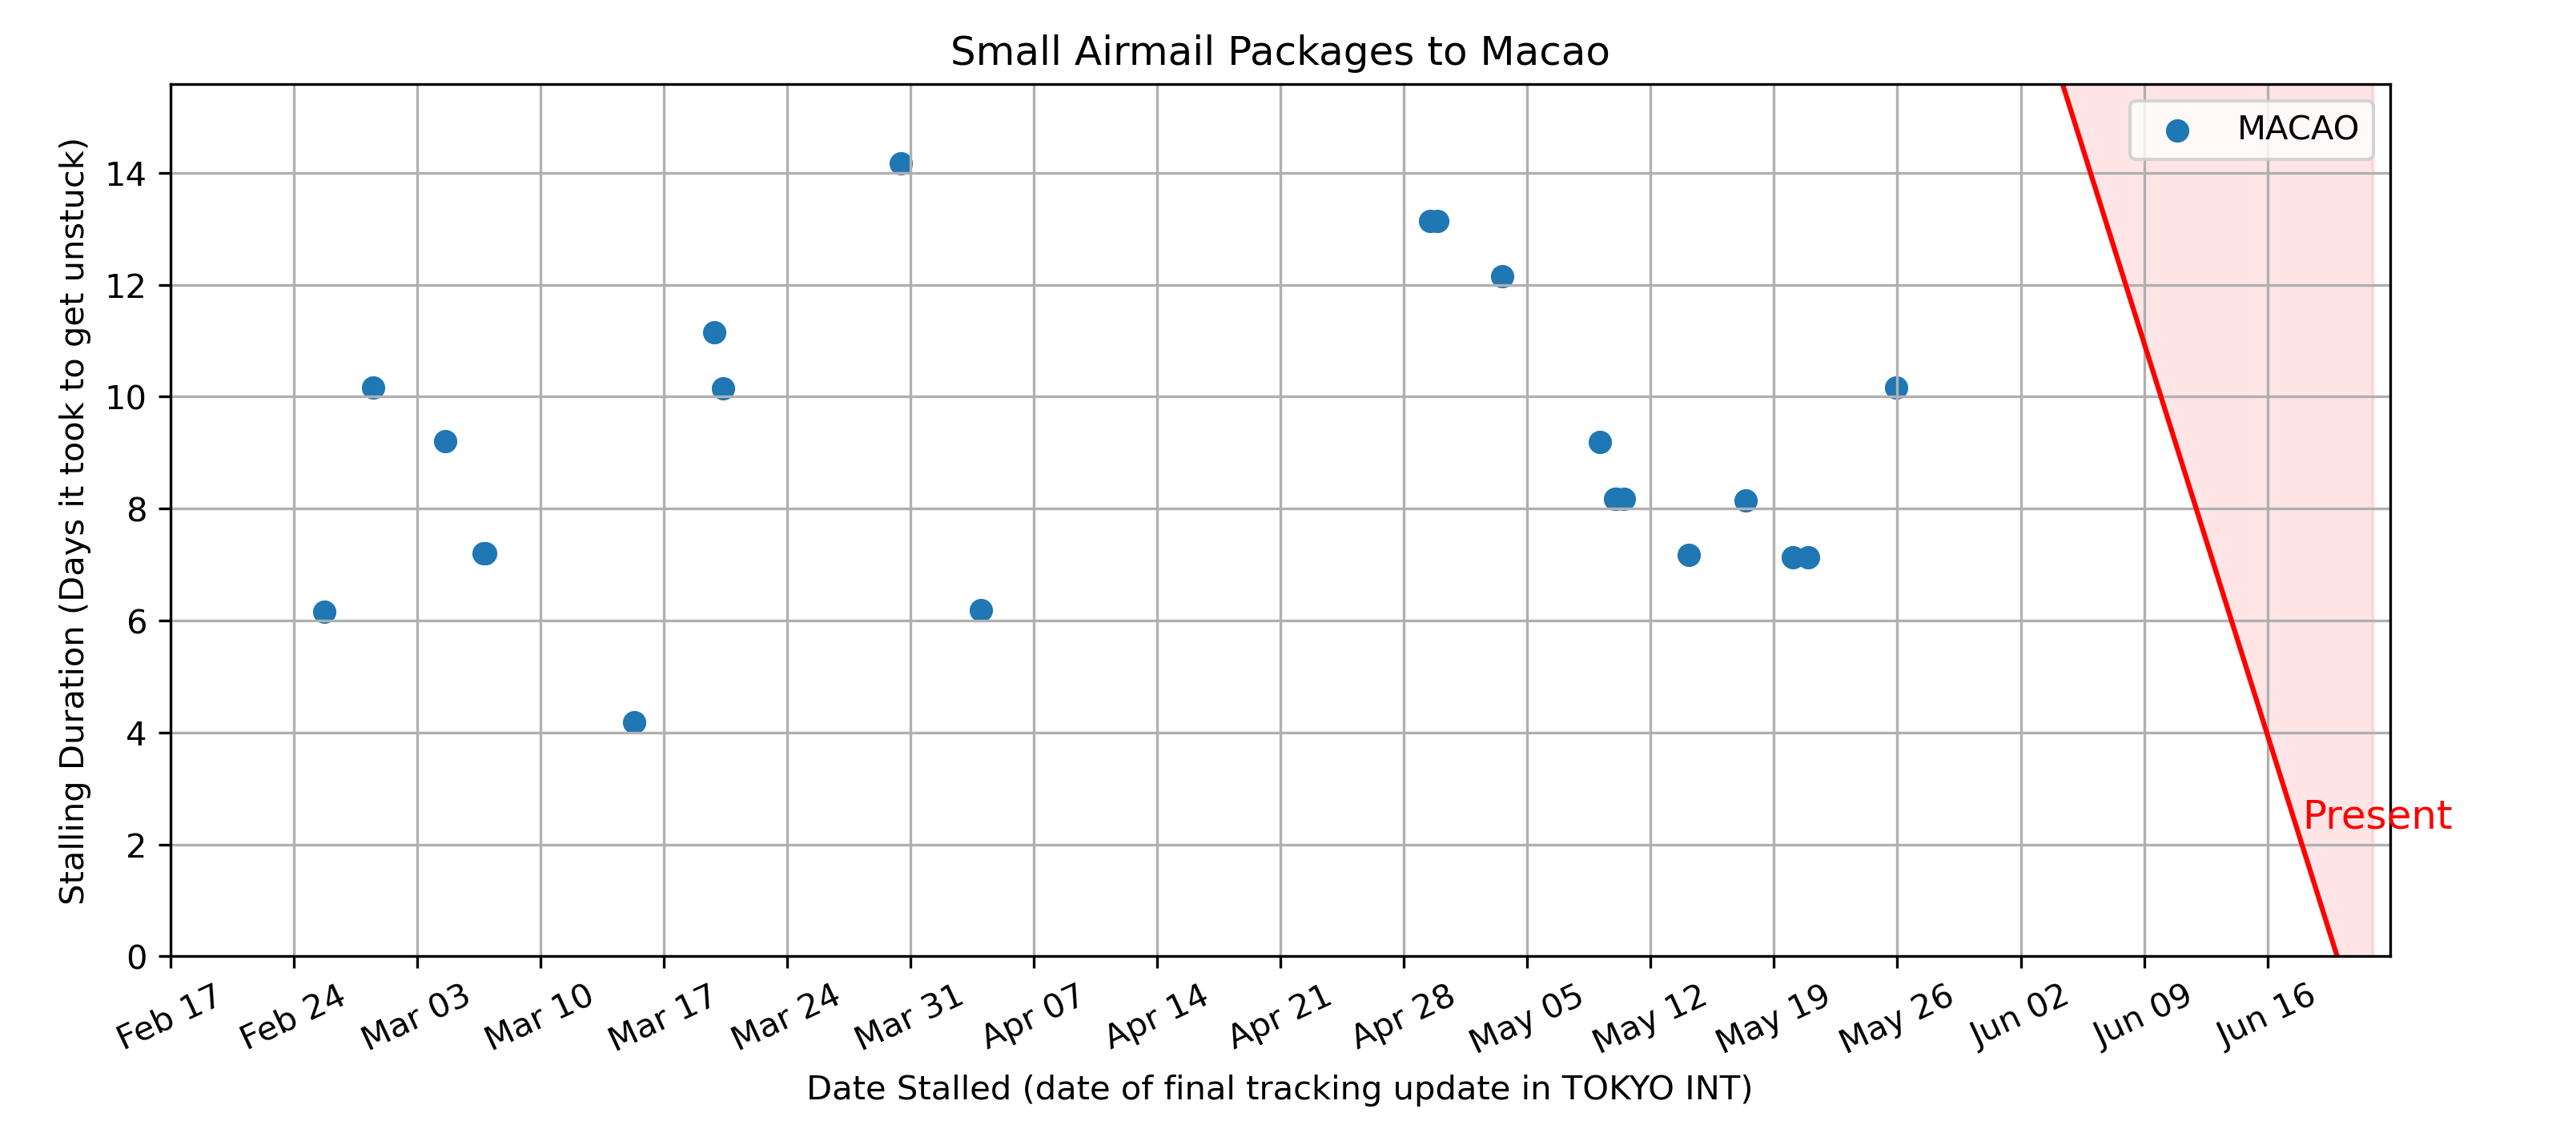 Small Airmail Packages to Macao
MACAO
Stalling Duration (Days it took to get unstuck)
14
12
10
8
6
4
2
0
Present
Feb 17
Feb 24
Mar 03
Mar 10
Mar 17
Mar 24
Mar 31
Apr 07
Apr 14
Apr 21
Apr 28
May 05
May 12
May 19
May 26
Jun 02
Jun 09
Jun 16
Date Stalled (date of final tracking update in TOKYO INT)